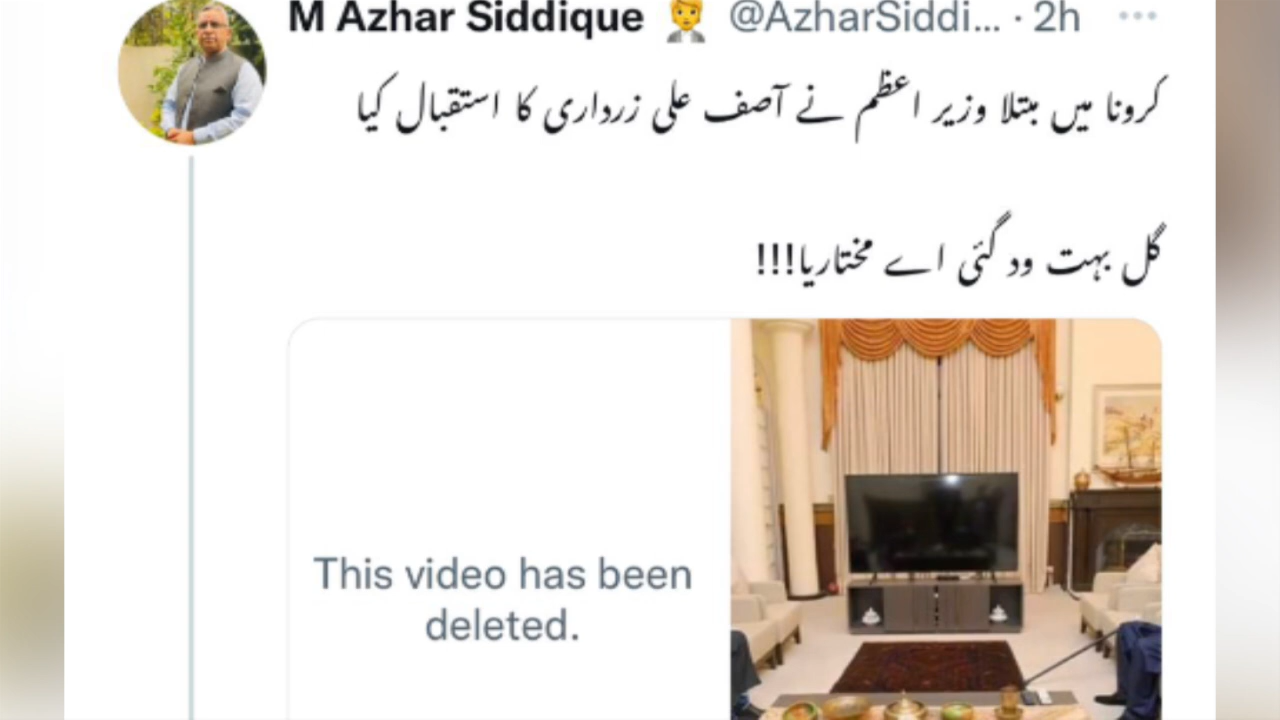 M Azhar Siddique @AzharSiddi... · 2h
کرونا میں مبتلا وزیر اعظم نے آصف علی زرداری کا استقبال کیا
گل بہت ود گئی اے مختاریا!!!
This video has been
deleted.